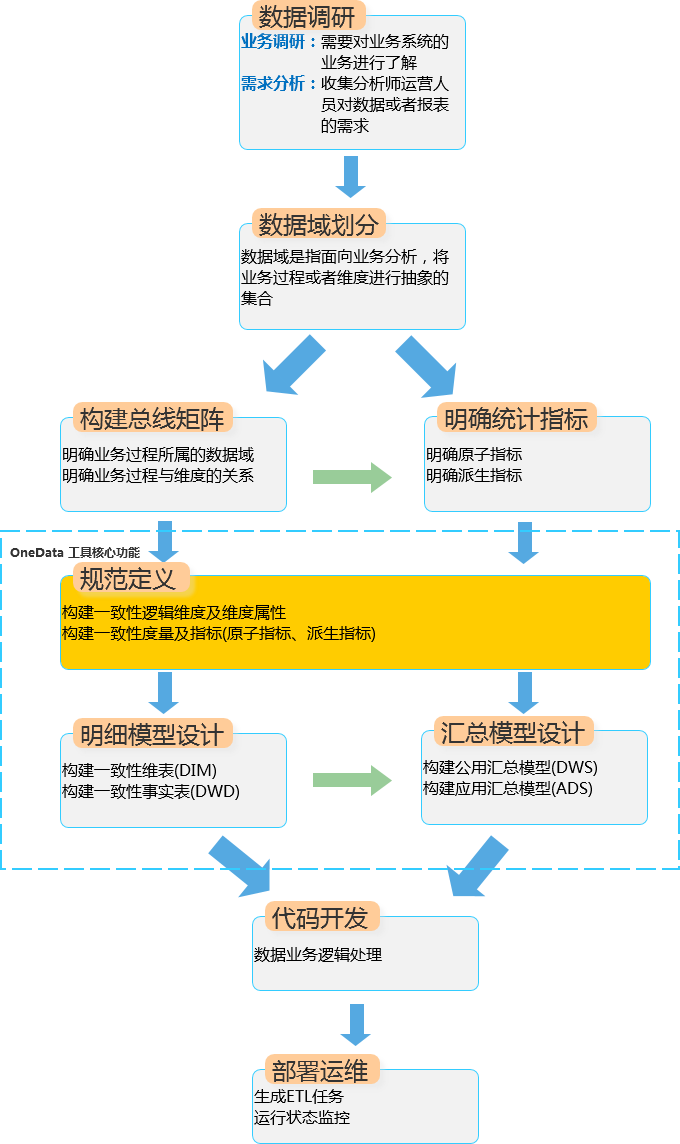 数据调研
业务调研：需要对业务系统的
业务进行了解
需求分析：收集分析师运营人
员对数据或者报表
的需求
数据域划分
数据域是指面向业务分析，将
业务过程或者维度进行抽象的
集合
构建总线矩阵
明确业务过程所属的数据域
明确业务过程与维度的关系
明确统计指标
明确原子指标
明确派生指标
OneData 工具核心功能
规范定义
构建一致性逻辑维度及维度属性
构建一致性度量及指标(原子指标、派生指标)
明细模型设计
构建一致性维表(DIM)
构建一致性事实表(DWD)
汇总模型设计
构建公用汇总模型(DWS)
构建应用汇总模型(ADS)
代码开发
数据业务逻辑处理
部署运维
生成ETL任务
运行状态监控